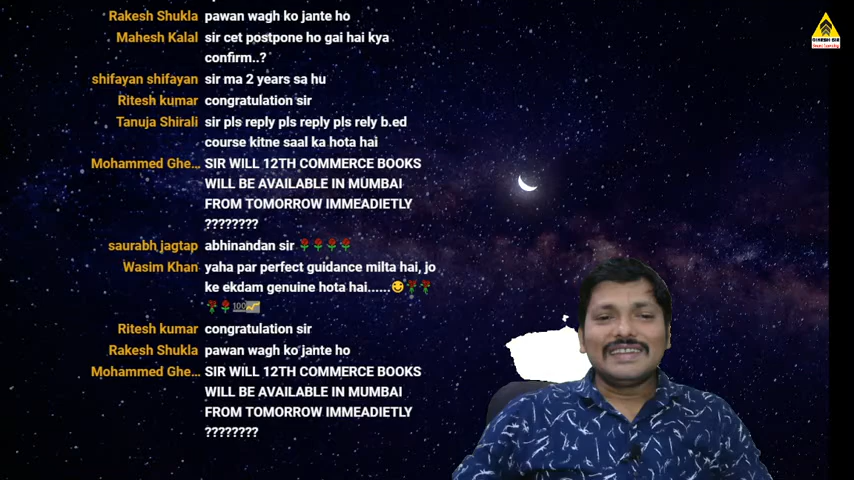 Rakesh Shukla pawan wagh ko jante ho
Mahesh Kalal sir cet postpone ho gai hai kya
confirm..?
shifayan shifayan sir ma 2 years sa hu
Ritesh kumar congratulation sir
Tanuja Shirali sir pls reply pls reply pls rely b.ed
course kitne saal ka hota hai
Mohammed Ghe... SIR WILL 12TH COMMERCE BOOKS
WILL BE AVAILABLE IN MUMBAI
FROM TOMORROW IMMEADIETLY
????????
saurabh jagtap abhinandan sir 🌹🌹🌹🌹
Wasim Khan yaha par perfect guidance milta hai, jo
ke ekdam genuine hota hai......😊🌹🌹
🌹🌹💯📈
Ritesh kumar congratulation sir
Rakesh Shukla pawan wagh ko jante ho
Mohammed Ghe... SIR WILL 12TH COMMERCE BOOKS
WILL BE AVAILABLE IN MUMBAI
FROM TOMORROW IMMEADIETLY
????????
DINESH SIR